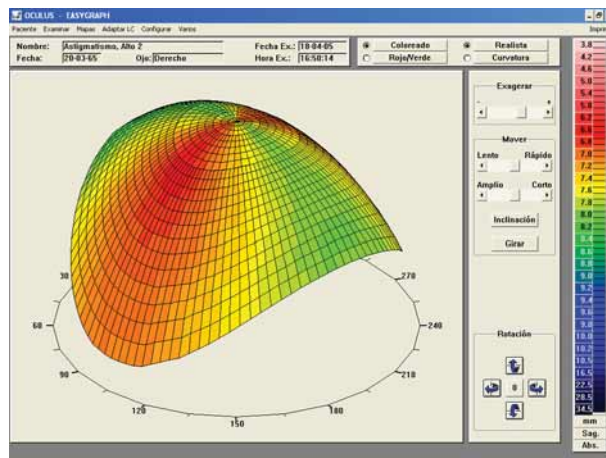 OCULUS - EASYGRAPH
Paciente Examinar Mapas Adaptar LC Configurar Varios Impre
Nombre: Astigmatismo, Alto 2 Fecha Ex.: 18-04-05
Fecha: 20-03-65 Ojo: Derecho Hora Ex.: 16:50:14
Coloreado Realista
Rojo/Verde Curvatura
Exagerar
- +
Mover
Lento Rápido
Amplio Corto
Inclinación
Girar
Rotación
0
30
60
90
120
150
180
210
240
270
3.8
4.2
4.6
5.0
5.4
5.8
6.2
6.6
6.8
7.0
7.2
7.4
7.6
7.8
8.0
8.2
8.4
8.6
8.8
9.0
9.2
9.4
9.6
9.8
10.0
10.2
10.5
16.5
22.5
28.5
34.5
mm
Sag.
Abs.